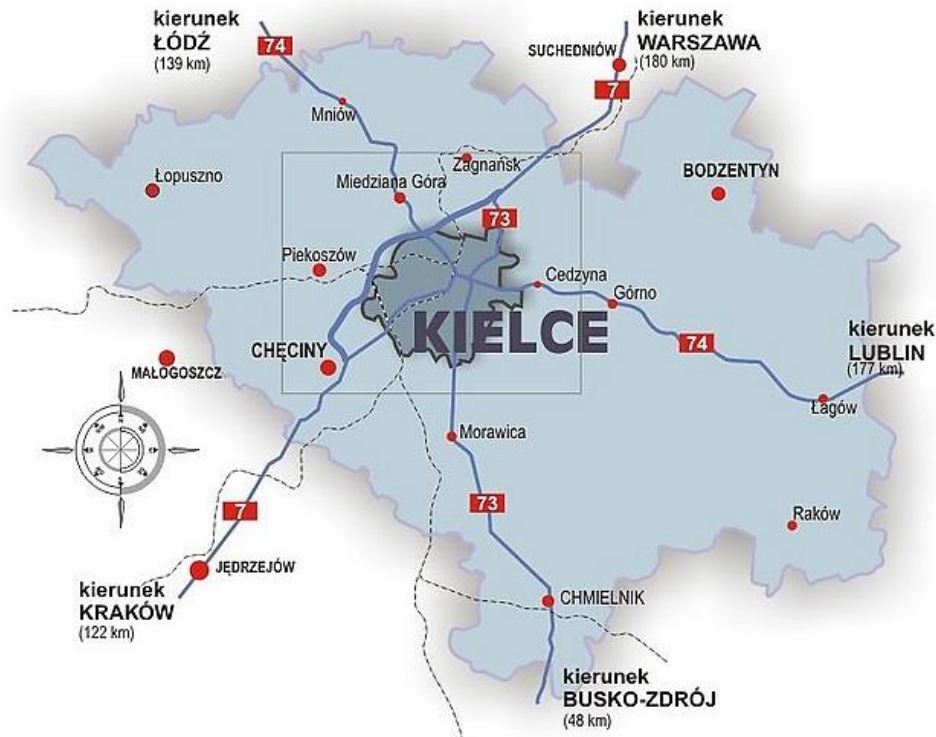 kierunek
ŁÓDŹ
(139 km)
74
kierunek
WARSZAWA
(180 km)
SUCHEDNIÓW
7
Mniów
Zagnańsk
Łopuszno
Miedziana Góra
BODZENTYN
73
Piekoszów
Cedzyna
Górno
KIELCE
74
kierunek
LUBLIN
(177 km)
CHĘCINY
MAŁOGOSZCZ
Łagów
Morawica
73
7
Raków
JĘDRZEJÓW
kierunek
KRAKÓW
(122 km)
CHMIELNIK
kierunek
BUSKO-ZDRÓJ
(48 km)